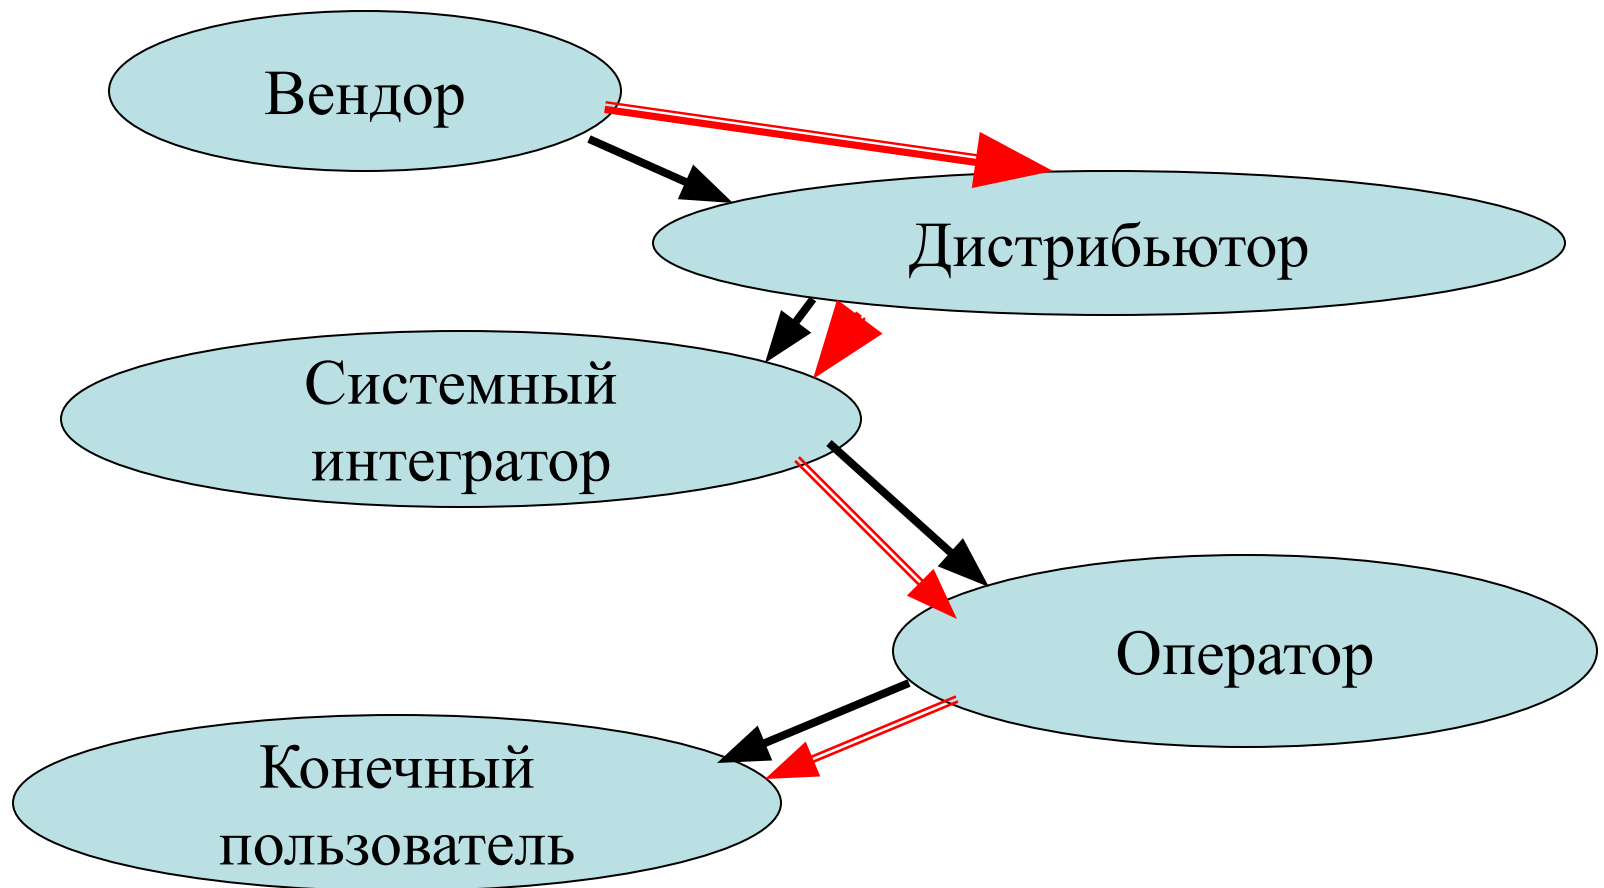 Вендор
Дистрибьютор
Системный
интегратор
Оператор
Конечный
пользователь